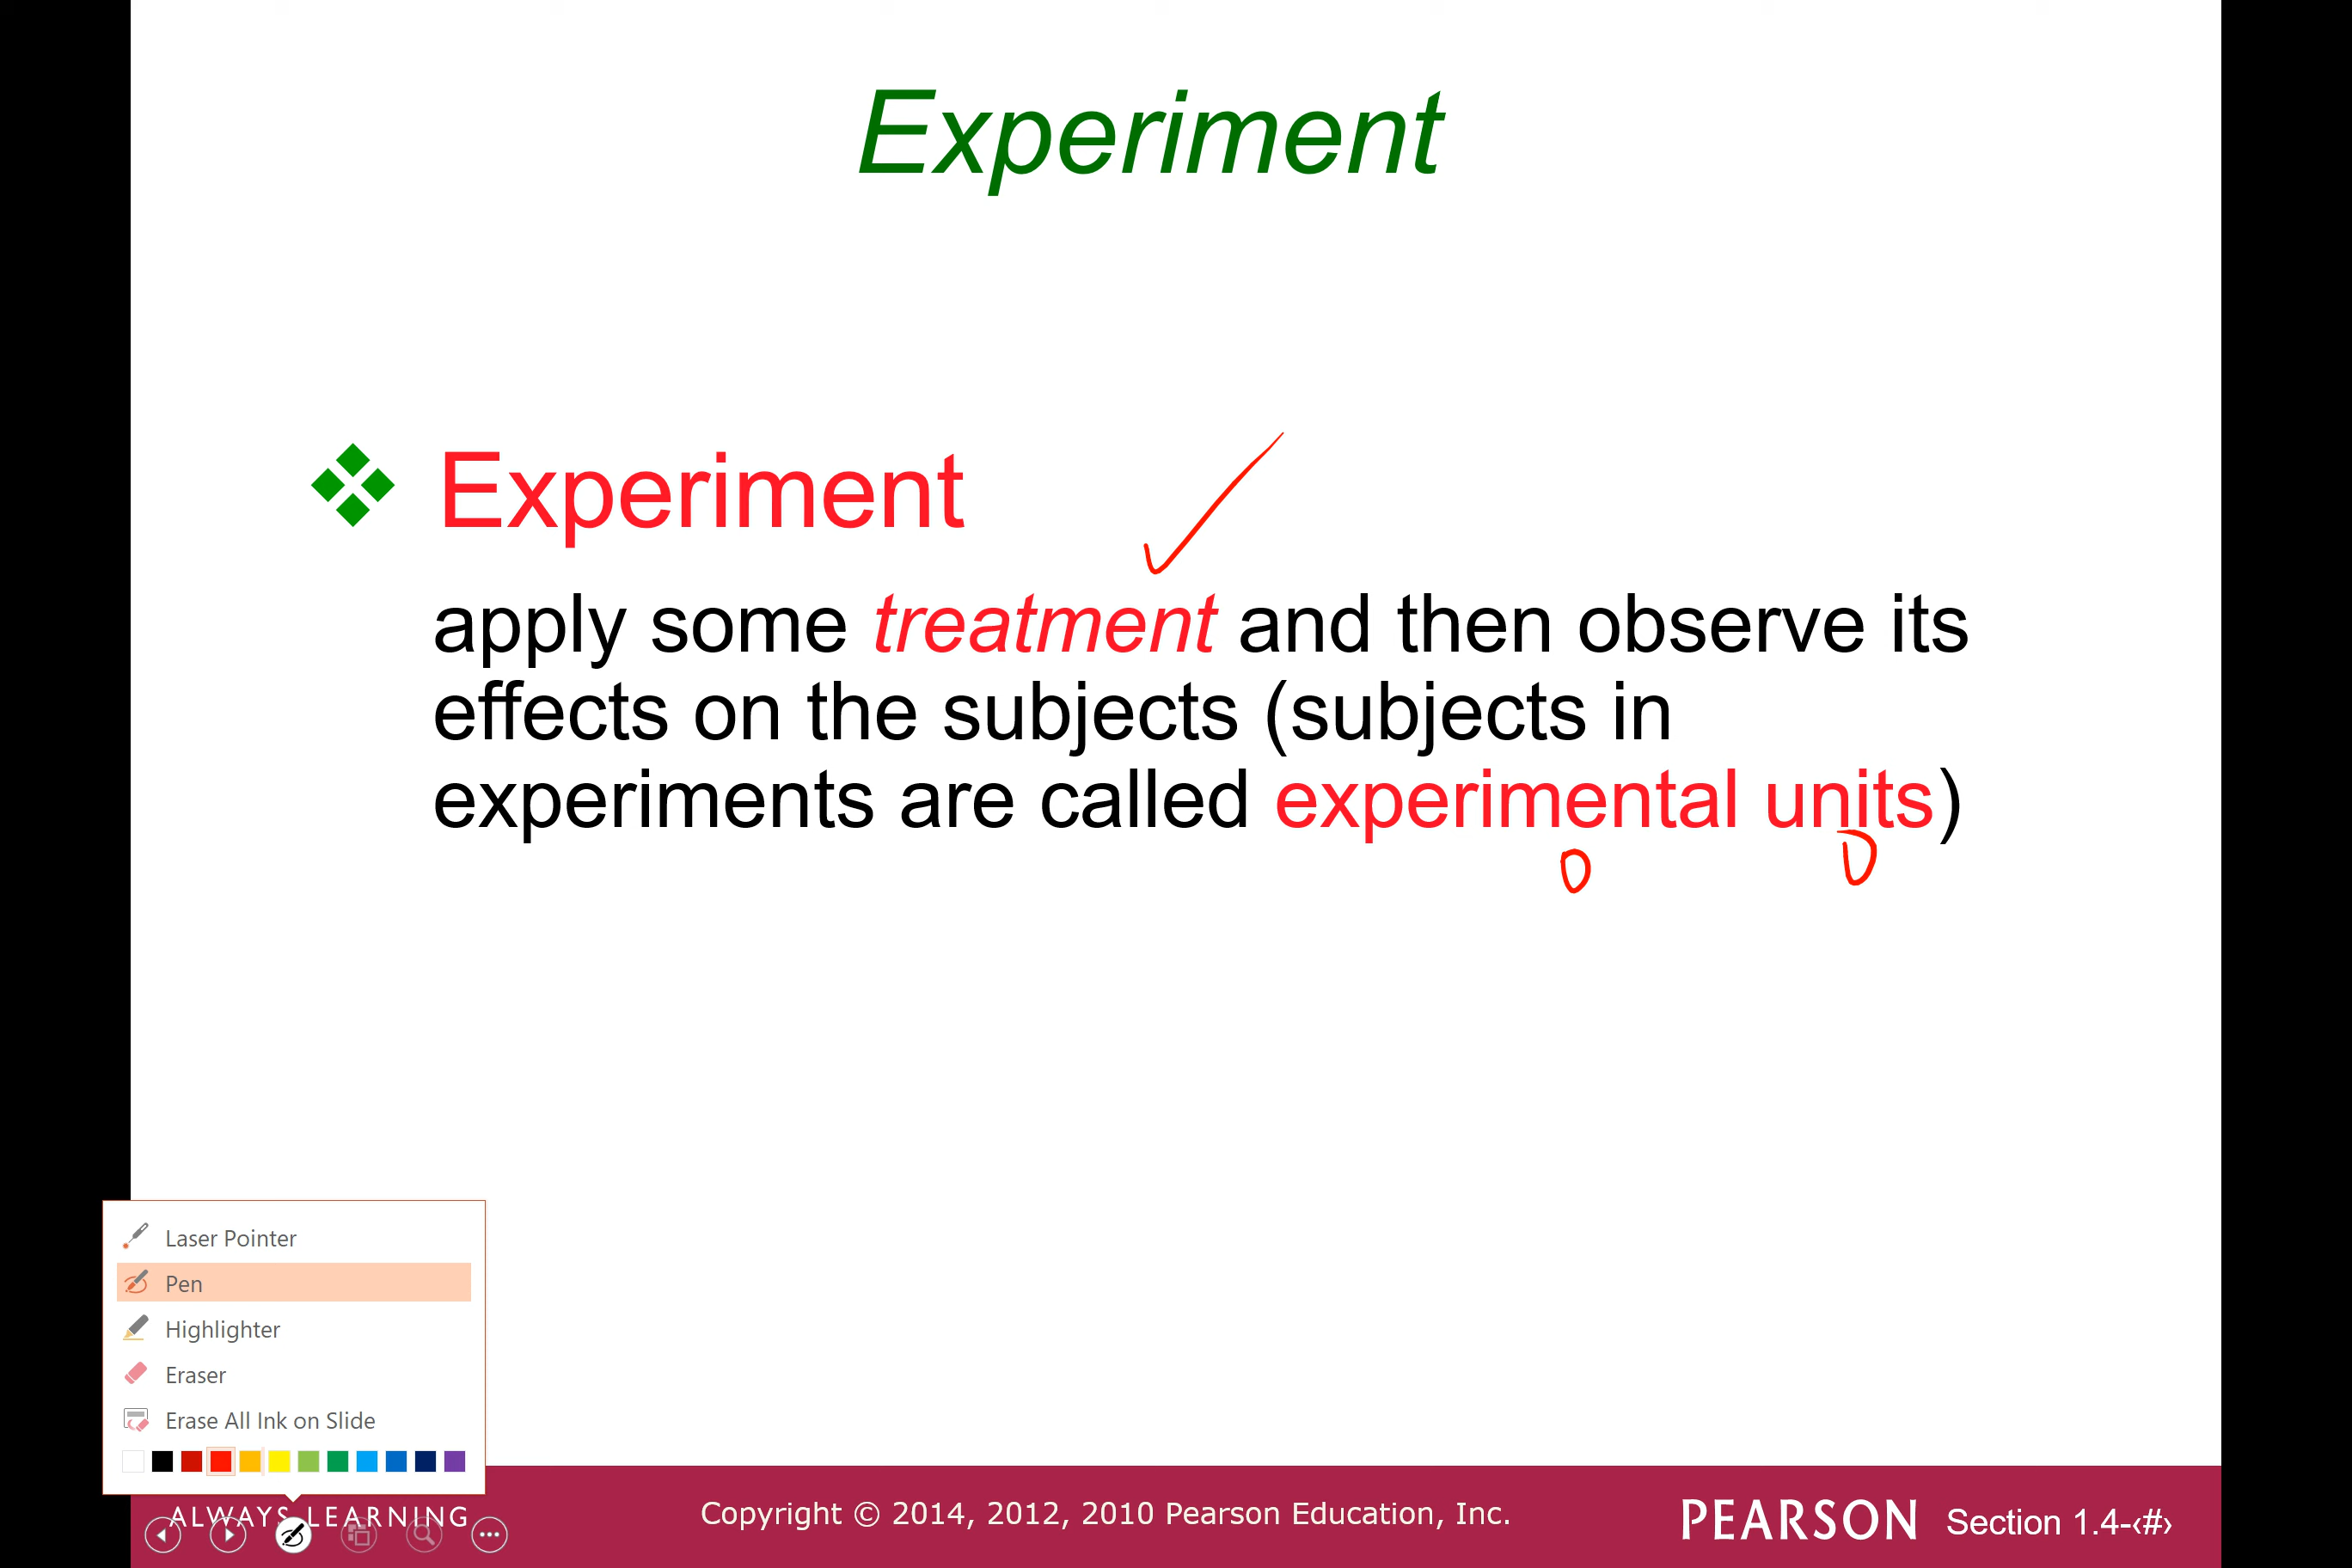 Experiment
Experiment
apply some treatment and then observe its
effects on the subjects (subjects in
experiments are called experimental units)
Laser Pointer
Pen
Highlighter
Eraser
Erase All Ink on Slide
ALWAYS LEARNING
Copyright © 2014, 2012, 2010 Pearson Education, Inc.
PEARSON
Section 1.4-‹#›